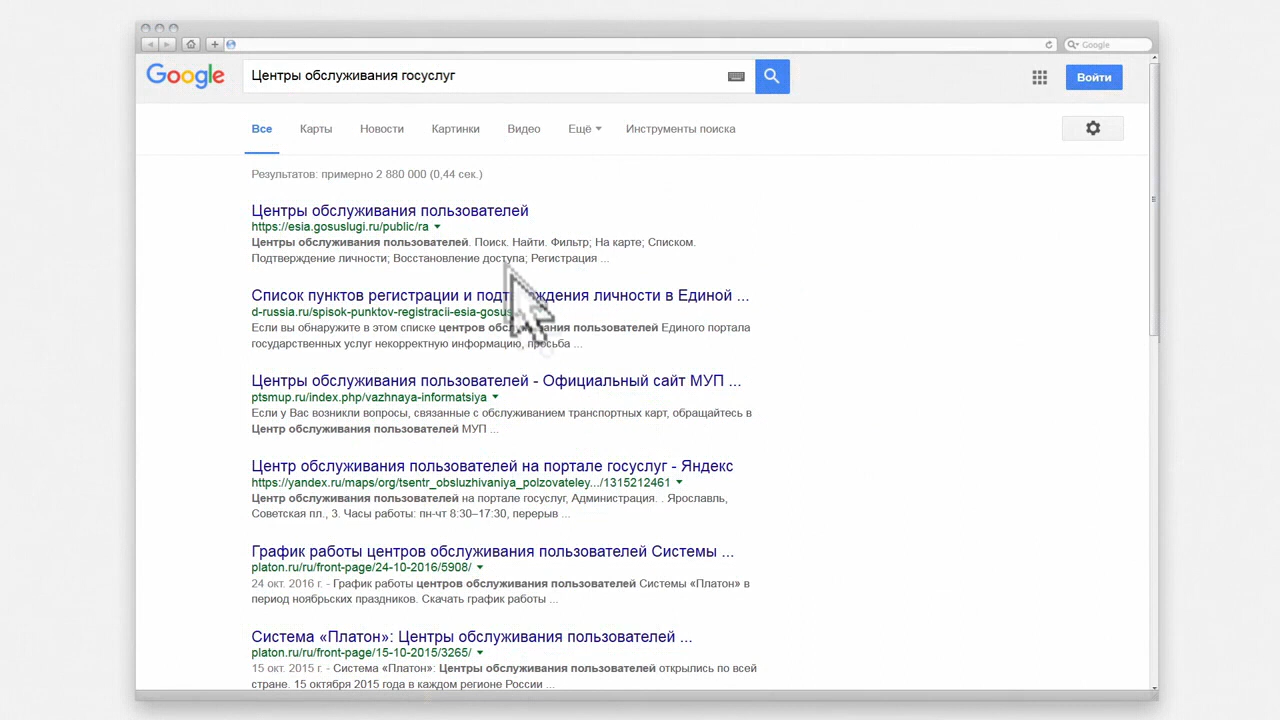 Google
Google
Центры обслуживания госуслуг
Войти
Все Карты Новости Картинки Видео Ещё Инструменты поиска
Результатов: примерно 2 880 000 (0,44 сек.)
Центры обслуживания пользователей
https://esia.gosuslugi.ru/public/ra
Центры обслуживания пользователей. Поиск. Найти. Фильтр; На карте; Списком.
Подтверждение личности; Восстановление доступа; Регистрация ...
Список пунктов регистрации и личности в Единой ...
d-russia.ru/spisok-punktov-registracii-esia-gosus
Если вы обнаружите в этом списке центров пользователей Единого портала
государственных услуг некорректную информацию, просьба ...
Центры обслуживания пользователей - Официальный сайт МУП ...
ptsmup.ru/index.php/vazhnaya-informatsiya
Если у Вас возникли вопросы, связанные с обслуживанием транспортных карт, обращайтесь в
Центр обслуживания пользователей МУП ...
Центр обслуживания пользователей на портале госуслуг - Яндекс
https://yandex.ru/maps/org/tsentr_obsluzhivaniya_polzovateley.../1315212461
Центр обслуживания пользователей на портале госуслуг, Администрация. . Ярославль,
Советская пл., 3. Часы работы: пн-чт 8:30–17:30, перерыв ...
График работы центров обслуживания пользователей Системы ...
platon.ru/ru/front-page/24-10-2016/5908/
24 окт. 2016 г. - График работы центров обслуживания пользователей Системы «Платон» в
период ноябрьских праздников. Скачать график работы ...
Система «Платон»: Центры обслуживания пользователей ...
platon.ru/ru/front-page/15-10-2015/3265/
15 окт. 2015 г. - Система «Платон»: Центры обслуживания пользователей открылись по всей
стране. 15 октября 2015 года в каждом регионе России ...